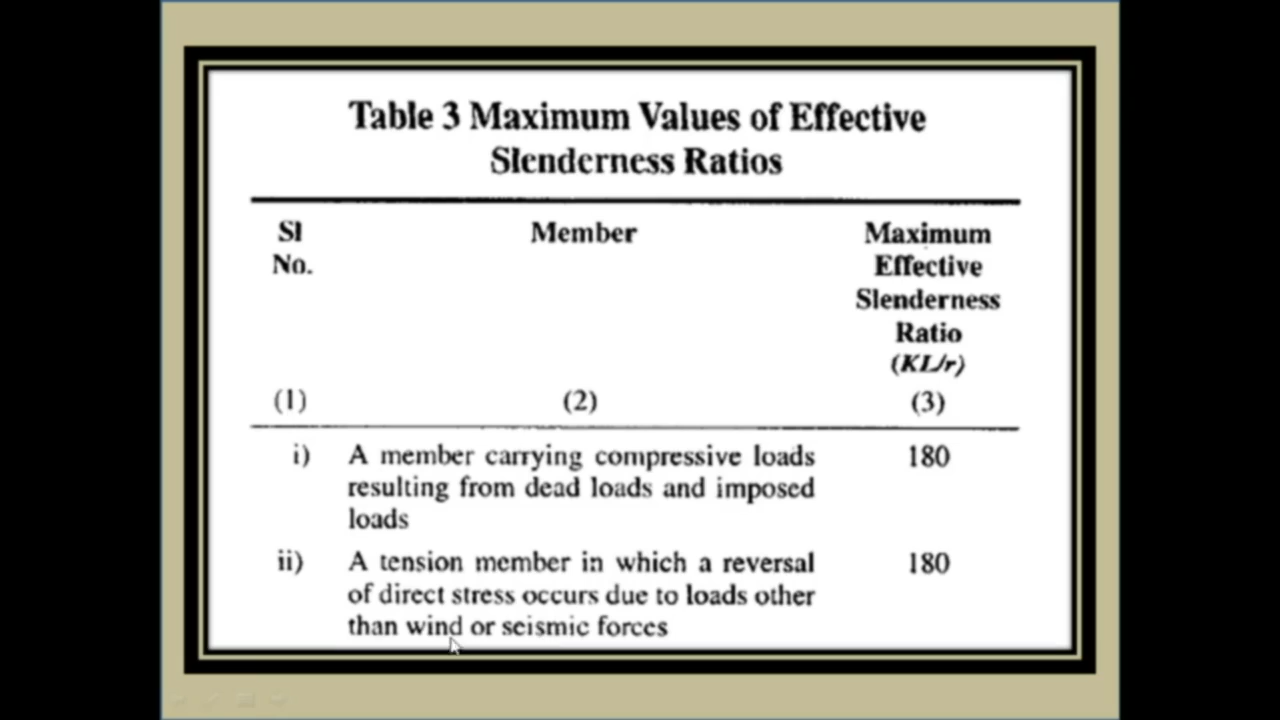 Table 3 Maximum Values of Effective
Slenderness Ratios
Sl Member Maximum
No. Effective
Slenderness
Ratio
(KL/r)
(1) (2) (3)
i) A member carrying compressive loads 180
resulting from dead loads and imposed
loads
ii) A tension member in which a reversal 180
of direct stress occurs due to loads other
than wind or seismic forces